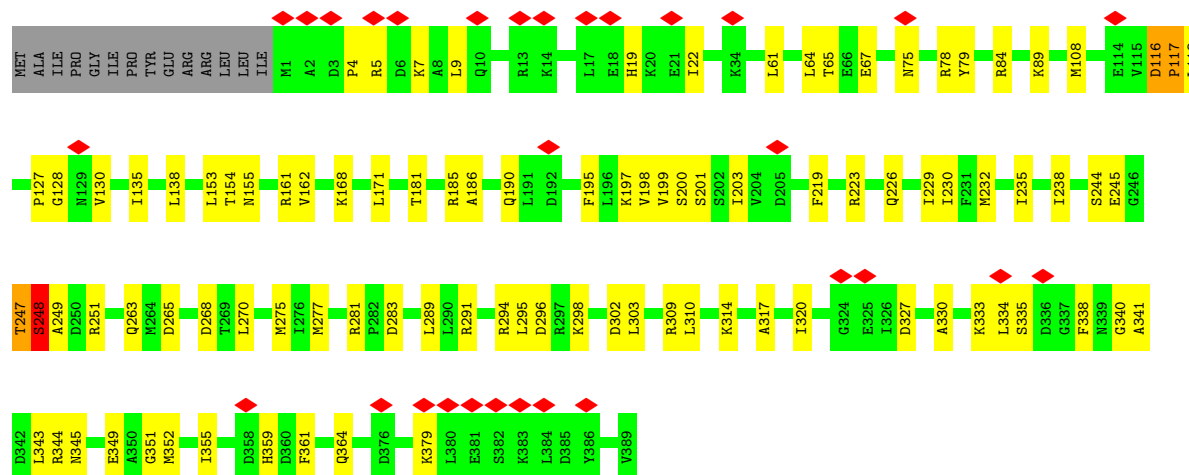 MET ALA ILE PRO GLY ILE PRO TYR GLU ARG ARG LEU LEU ILE M1 A2 D3 P4 R5 D6 K7 A8 L9 Q10 R13 K14 L17 E18 H19 K20 E21 I22 K34 L61 L64 T65 E66 E67 N75 R78 Y79 R84 K89 M108 E114 V115 D116 P117
P127 G128 N129 V130 I135 L138 L153 T154 N155 R161 V162 K168 L171 T181 R185 A186 Q190 L191 D192 F195 L196 K197 V198 V199 S200 S201 S202 I203 V204 D205 F219 R223 Q226 I229 I230 F231 M232 I235 I238 S244 E245 G246
T247 S248 A249 D250 R251 Q263 M264 D265 D268 T269 L270 M275 I276 M277 R281 P282 D283 L289 L290 R291 R294 L295 D296 R297 K298 D302 L303 R309 L310 K314 A317 I320 G324 E325 I326 D327 A330 K333 L334 S335 D336 G337 F338 N339 G340 A341
D342 L343 R344 N345 E349 A350 G351 M352 I355 D358 H359 D360 F361 Q364 D376 K379 L380 E381 S382 K383 L384 D385 Y386 V389